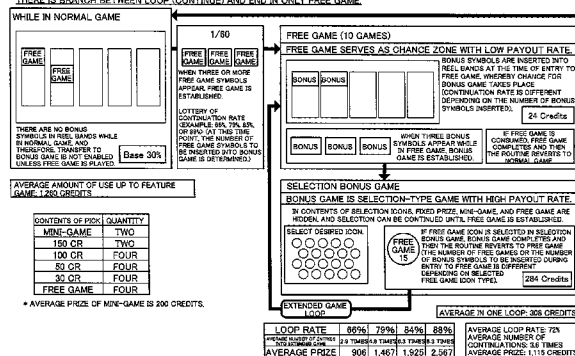 THERE IS BRANCH BETWEEN LOOP (CONTINUE) AND END IN ONLY FREE GAME.
WHILE IN NORMAL GAME
FREE GAME
FREE GAME
THERE ARE NO BONUS
SYMBOLS IN REEL BANDS WHILE
IN NORMAL GAME, AND
THEREFORE, TRANSFER TO
BONUS GAME IS NOT ENABLED
UNLESS FREE GAME IS PLAYED.
Base 30%
AVERAGE AMOUNT OF USE UP TO FEATURE
GAME: 1,260 CREDITS
1/60
FREE GAME FREE GAME FREE GAME
WHEN THREE OR MORE
FREE GAME SYMBOLS
APPEAR, FREE GAME IS
ESTABLISHED.
LOTTERY OF
CONTINUATION RATE
(EXAMPLE: 66%, 79%, 85%,
OR 89%) (AT THIS TIME
POINT, THE NUMBER OF
FREE GAME SYMBOLS TO
BE INSERTED INTO BONUS
GAME IS DETERMINED.)
FREE GAME (10 GAMES)
FREE GAME SERVES AS CHANCE ZONE WITH LOW PAYOUT RATE.
BONUS BONUS
BONUS SYMBOLS ARE INSERTED INTO
REEL BANDS AT THE TIME OF ENTRY TO
FREE GAME, WHEREBY CHANCE FOR
BONUS GAME TAKES PLACE
(CONTINUATION RATE IS DIFFERENT
DEPENDING ON THE NUMBER OF BONUS
SYMBOLS INSERTED).
24 Credits
BONUS BONUS BONUS
WHEN THREE BONUS
SYMBOLS APPEAR WHILE
IN FREE GAME, BONUS
GAME IS ESTABLISHED.
IF FREE GAME IS
CONSUMED, FREE GAME
COMPLETES AND THEN
THE ROUTINE REVERTS TO
NORMAL GAME
SELECTION BONUS GAME
BONUS GAME IS SELECTION-TYPE GAME WITH HIGH PAYOUT RATE.
IN CONTENTS OF SELECTION ICONS, FIXED PRIZE, MINI-GAME, AND FREE GAME ARE
HIDDEN, AND SELECTION CAN BE CONTINUED UNTIL FREE GAME IS ESTABLISHED.
SELECT DESIRED ICON.
FREE GAME 15
IF FREE GAME ICON IS SELECTED IN SELECTION
BONUS GAME, BONUS GAME COMPLETES AND
THEN THE ROUTINE REVERTS TO FREE GAME
(THE NUMBER OF FREE GAMES OR THE NUMBER
OF BONUS SYMBOLS TO BE INSERTED DURING
ENTRY TO FREE GAME IS DIFFERENT
DEPENDING ON SELECTED
FREE GAME ICON TYPE).
284 Credits
CONTENTS OF PICK QUANTITY
MINI-GAME TWO
150 CR TWO
100 CR FOUR
50 CR FOUR
30 CR FOUR
FREE GAME FOUR
* AVERAGE PRIZE OF MINI-GAME IS 200 CREDITS.
EXTENDED GAME
LOOP
AVERAGE IN ONE LOOP: 308 CREDITS
LOOP RATE 66% 79% 84% 88%
AVERAGE NUMBER OF ENTRIES INTO EXTENDED GAME 2.9 TIMES 4.8 TIMES 6.3 TIMES 8.3 TIMES
AVERAGE PRIZE 906 1,467 1,925 2,567
AVERAGE LOOP RATE: 72%
AVERAGE NUMBER OF
CONTINUATIONS: 3.6 TIMES
AVERAGE PRIZE: 1,115 CREDITS